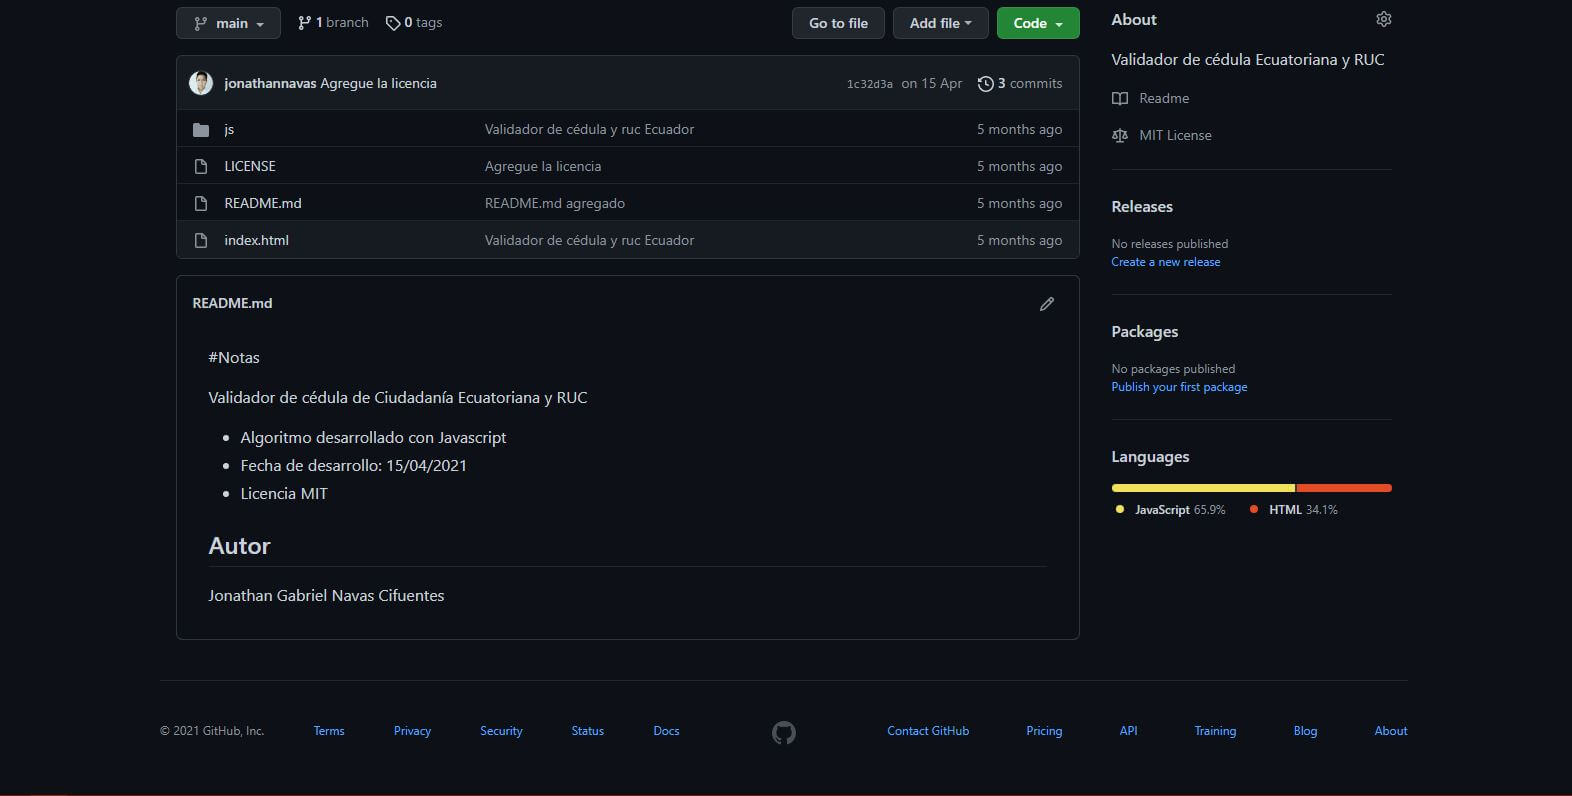 main
1 branch
0 tags
Go to file
Add file
Code
jonathannavas Agregue la licencia
1c32d3a on 15 Apr
3 commits
js
Validador de cédula y ruc Ecuador
5 months ago
LICENSE
Agregue la licencia
5 months ago
README.md
README.md agregado
5 months ago
index.html
Validador de cédula y ruc Ecuador
5 months ago
README.md
#Notas
Validador de cédula de Ciudadanía Ecuatoriana y RUC
• Algoritmo desarrollado con Javascript
• Fecha de desarrollo: 15/04/2021
• Licencia MIT
Autor
Jonathan Gabriel Navas Cifuentes
About
Validador de cédula Ecuatoriana y RUC
Readme
MIT License
Releases
No releases published
Create a new release
Packages
No packages published
Publish your first package
Languages
JavaScript 65.9%
HTML 34.1%
© 2021 GitHub, Inc.
Terms
Privacy
Security
Status
Docs
Contact GitHub
Pricing
API
Training
Blog
About